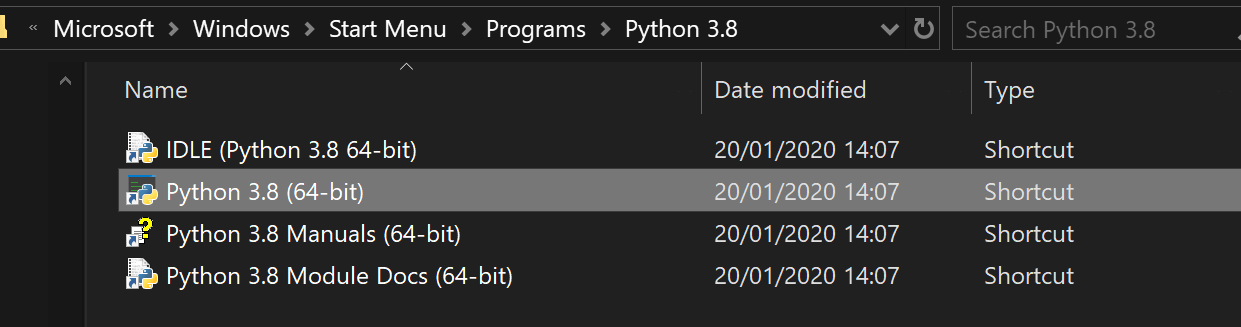 « Microsoft > Windows > Start Menu > Programs > Python 3.8 Search Python 3.8
Name Date modified Type
IDLE (Python 3.8 64-bit) 20/01/2020 14:07 Shortcut
Python 3.8 (64-bit) 20/01/2020 14:07 Shortcut
Python 3.8 Manuals (64-bit) 20/01/2020 14:07 Shortcut
Python 3.8 Module Docs (64-bit) 20/01/2020 14:07 Shortcut